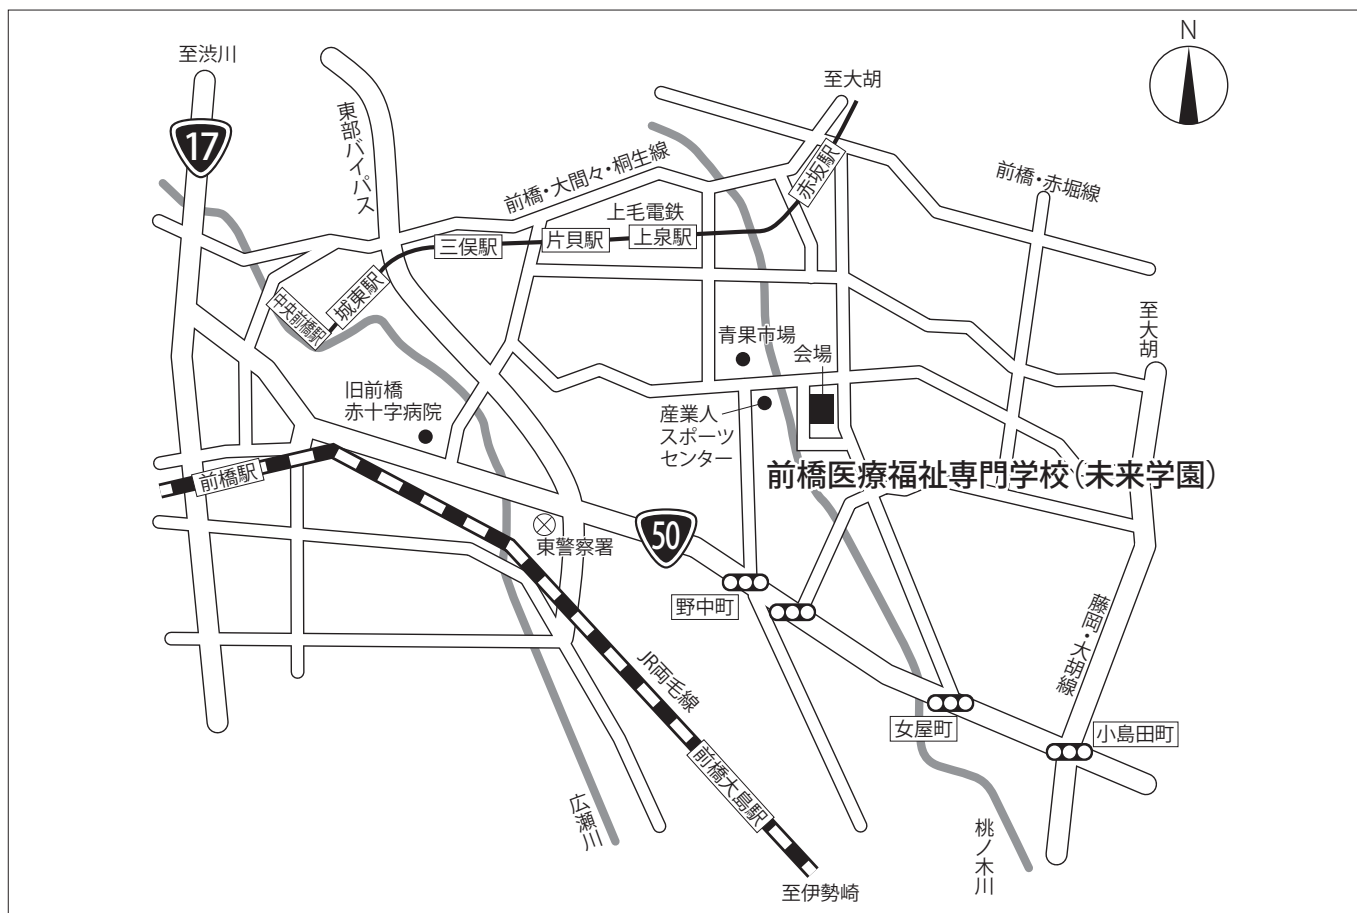 N
至渋川
至大胡
17
東部バイパス
前橋・大間々・桐生線
赤坂駅
前橋・赤堀線
上毛電鉄
三俣駅
片貝駅
上泉駅
城東駅
中央前橋駅
至大胡
青果市場
会場
旧前橋
赤十字病院
産業人
スポーツ
センター
前橋医療福祉専門学校(未来学園)
前橋駅
50
東警察署
野中町
藤岡・大胡線
JR両毛線
女屋町
小島田町
前橋大島駅
広瀬川
桃ノ木川
至伊勢崎